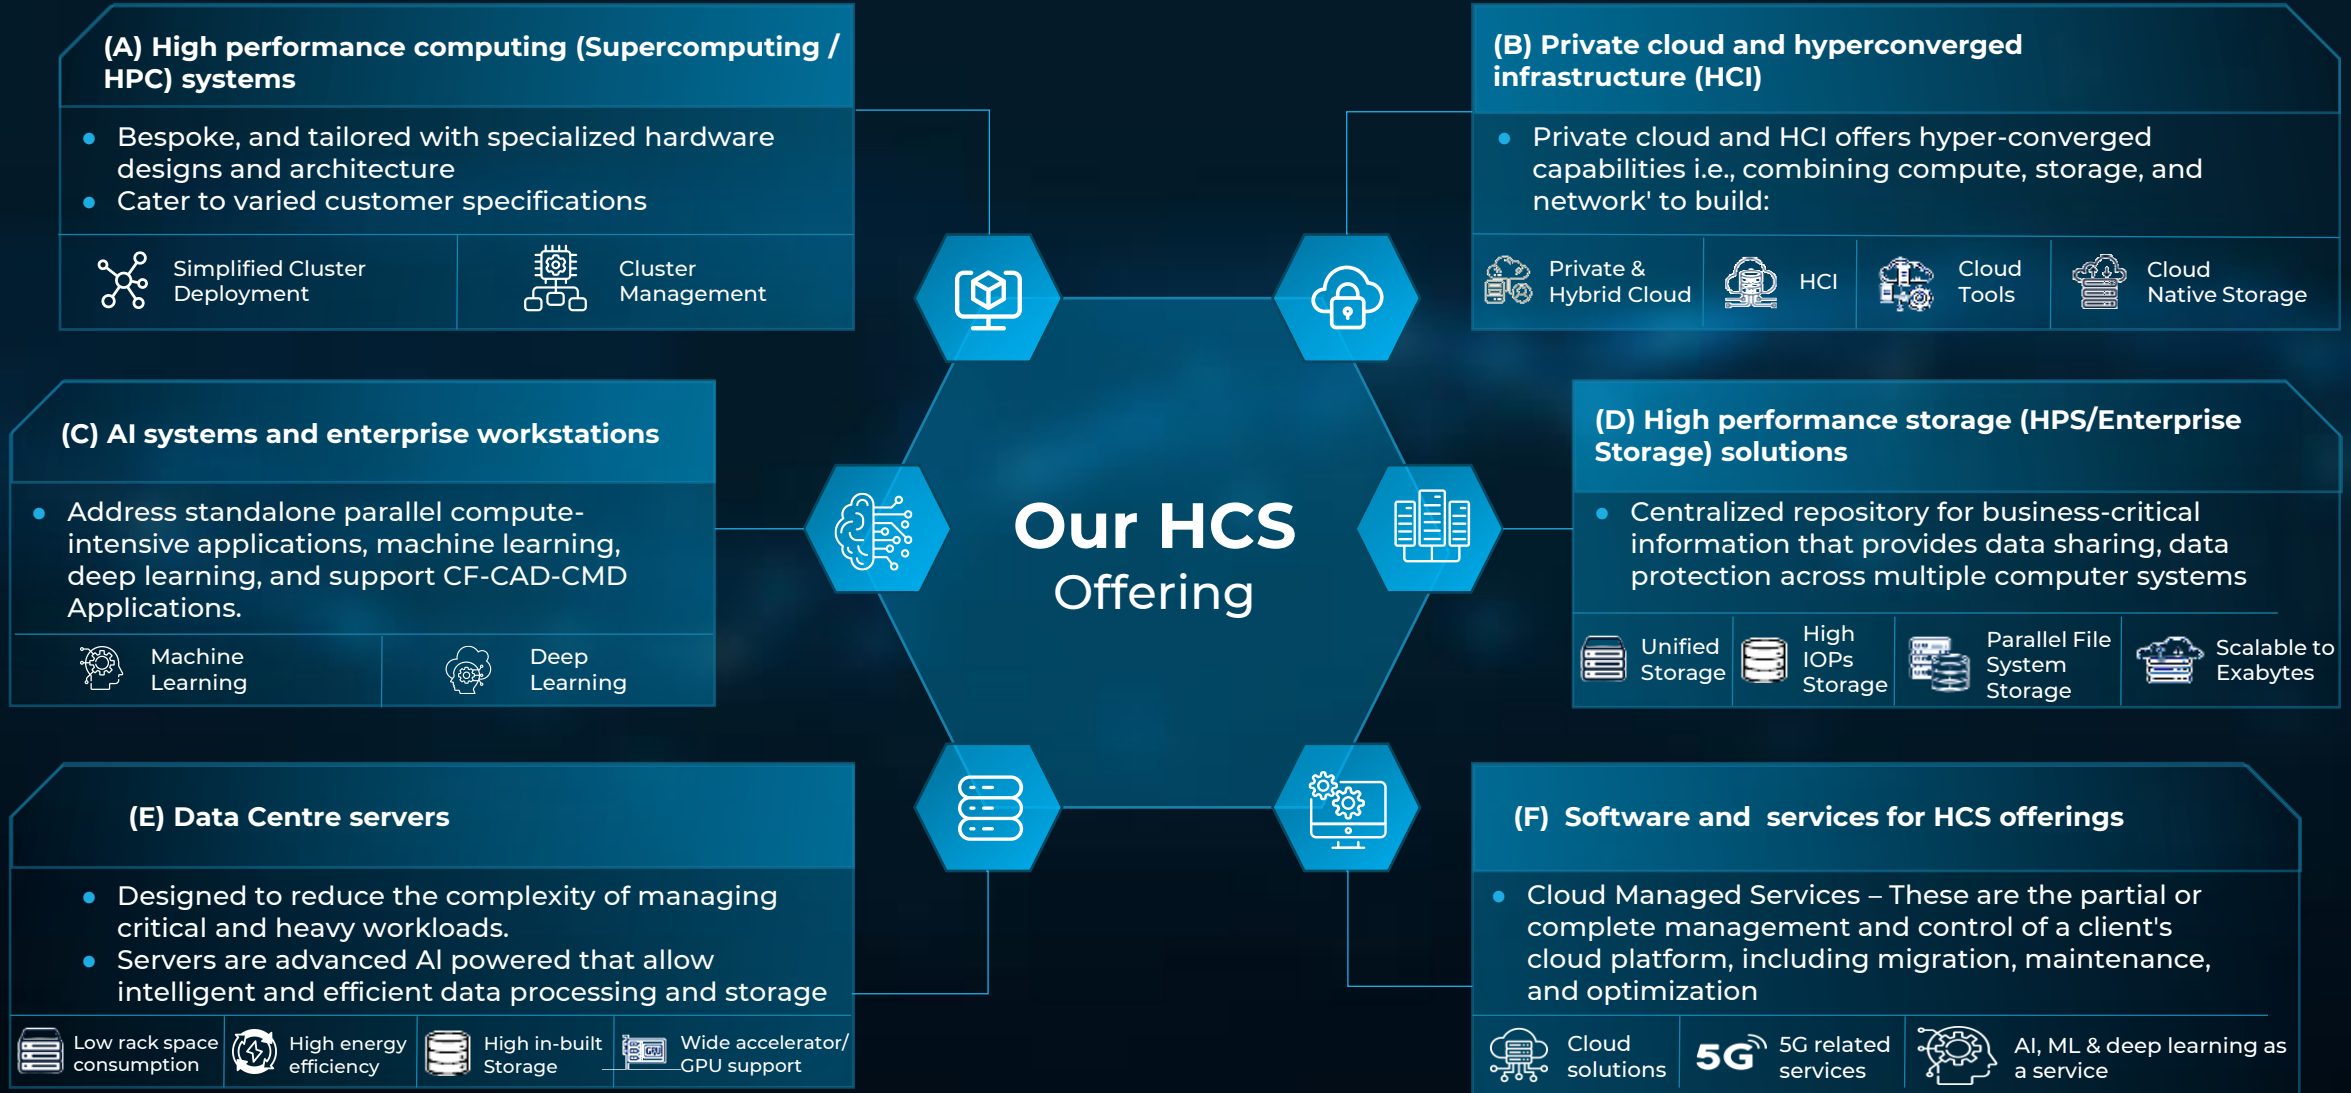 (A) High performance computing (Supercomputing /
HPC) systems
● Bespoke, and tailored with specialized hardware
designs and architecture
● Cater to varied customer specifications
Simplified Cluster
Deployment
Cluster
Management
(B) Private cloud and hyperconverged
infrastructure (HCI)
● Private cloud and HCI offers hyper-converged
capabilities i.e., combining compute, storage, and
network' to build:
Private &
Hybrid Cloud
HCI
Cloud
Tools
Cloud
Native Storage
(C) AI systems and enterprise workstations
● Address standalone parallel compute-
intensive applications, machine learning,
deep learning, and support CF-CAD-CMD
Applications.
Machine
Learning
Deep
Learning
Our HCS
Offering
(D) High performance storage (HPS/Enterprise
Storage) solutions
● Centralized repository for business-critical
information that provides data sharing, data
protection across multiple computer systems
Unified
Storage
High
IOPs
Storage
Parallel File
System
Storage
Scalable to
Exabytes
(E) Data Centre servers
● Designed to reduce the complexity of managing
critical and heavy workloads.
● Servers are advanced AI powered that allow
intelligent and efficient data processing and storage
Low rack space
consumption
High energy
efficiency
High in-built
Storage
GPU
Wide accelerator/
GPU support
(F) Software and services for HCS offerings
● Cloud Managed Services – These are the partial or
complete management and control of a client's
cloud platform, including migration, maintenance,
and optimization
Cloud
solutions
5G
5G related
services
AI, ML & deep learning as
a service